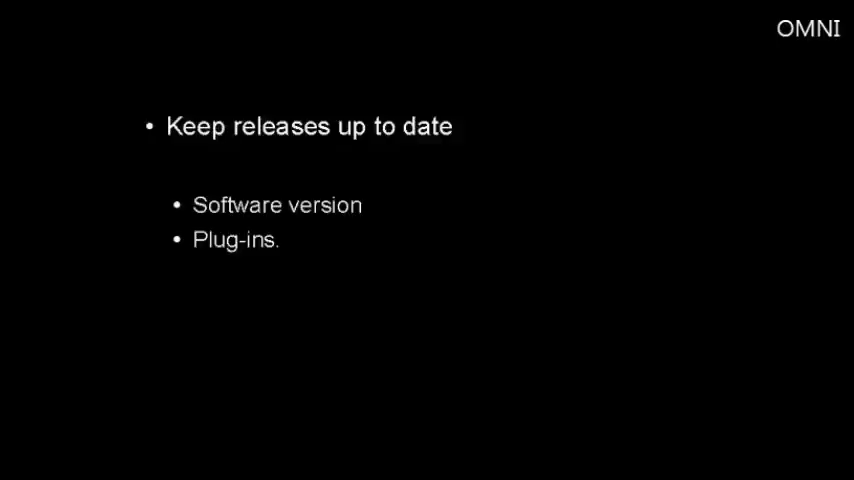 OMNI
• Keep releases up to date
• Software version
• Plug-ins.